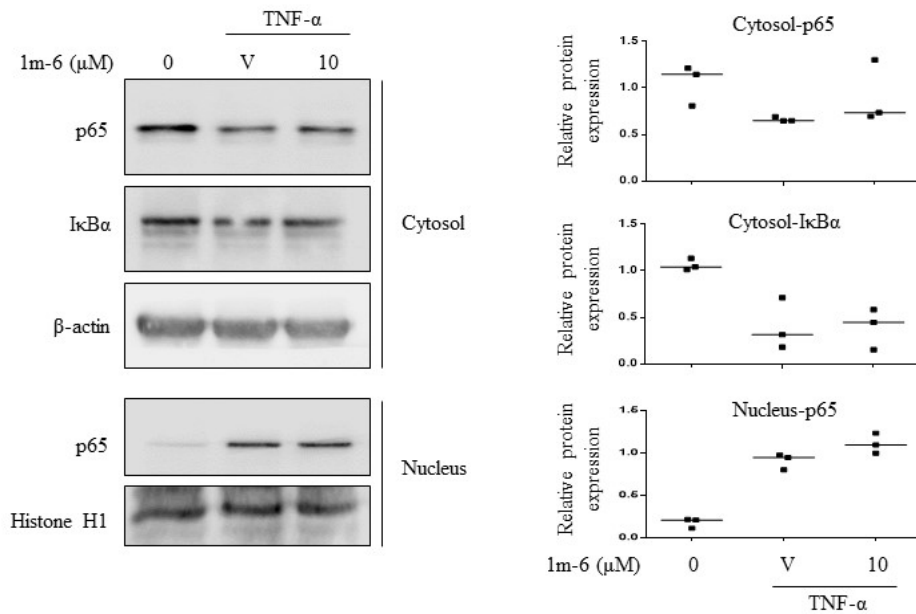 TNF-α
1m-6 (μM) 0 V 10
p65
IκBα
β-actin
Cytosol
p65
Histone H1
Nucleus
Cytosol-p65
Relative protein
expression
1.5
1.0
0.5
0.0
Cytosol-IκBα
Relative protein
expression
1.5
1.0
0.5
0.0
Nucleus-p65
Relative protein
expression
1.6
1.0
0.6
0.0
1m-6 (μM) 0 V 10
TNF-α